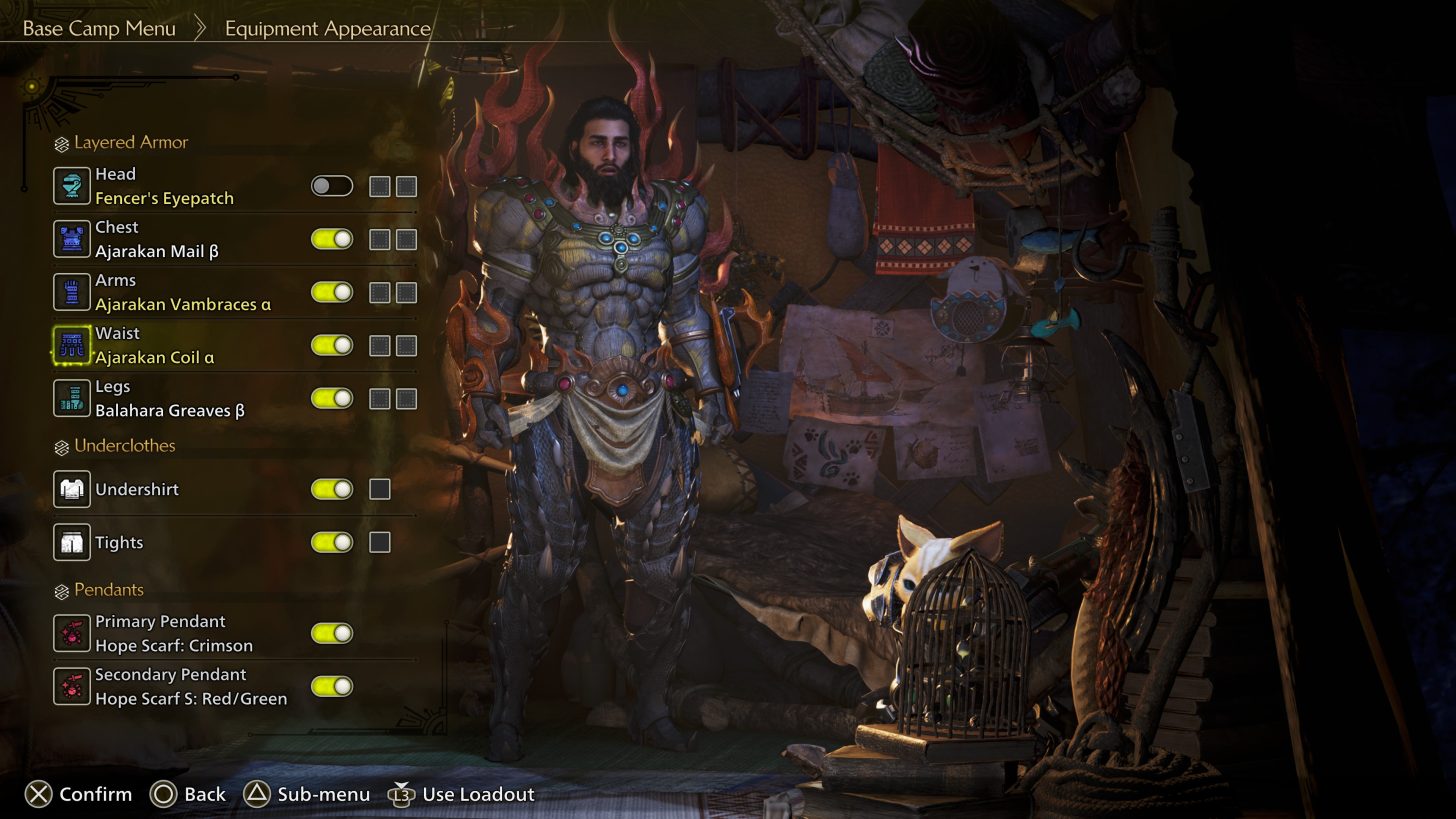 Base Camp Menu
Equipment Appearance
Layered Armor
Head
Fencer's Eyepatch
Chest
Ajarakan Mail β
Arms
Ajarakan Vambraces α
Waist
Ajarakan Coil α
Legs
Balahara Greaves β
Underclothes
Undershirt
Tights
Pendants
Primary Pendant
Hope Scarf: Crimson
Secondary Pendant
Hope Scarf S: Red/Green
Confirm
Back
Sub-menu
L3 Use Loadout